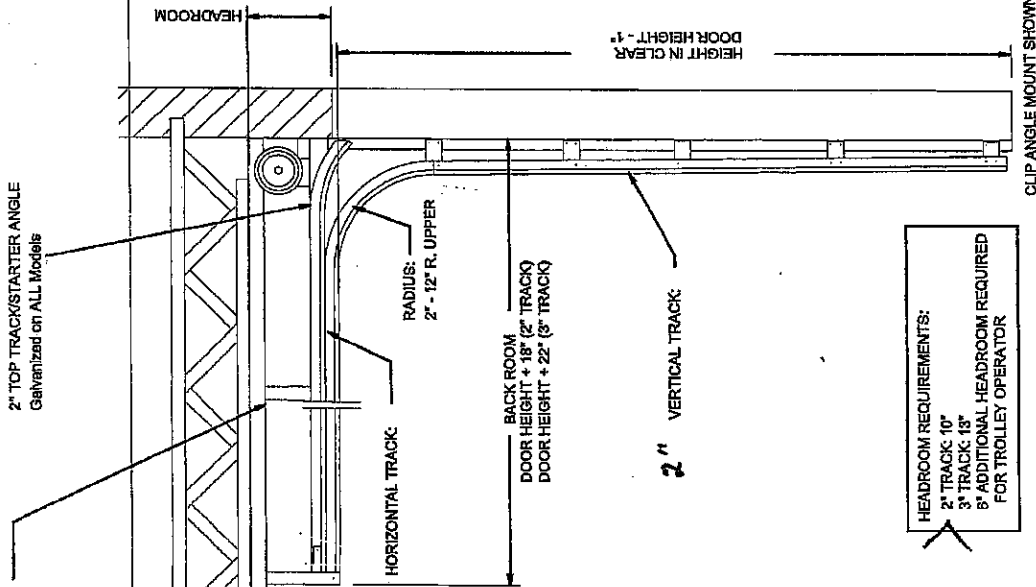 2" TOP TRACK/STARTER ANGLE
Galvanized on ALL Models
HEADROOM
HEIGHT IN CLEAR
DOOR HEIGHT - 1"
RADIUS:
2" - 12" R. UPPER
HORIZONTAL TRACK:
BACK ROOM
DOOR HEIGHT + 18" (2" TRACK)
DOOR HEIGHT + 22" (3" TRACK)
2" VERTICAL TRACK:
HEADROOM REQUIREMENTS:
2" TRACK: 10"
3" TRACK: 13"
6" ADDITIONAL HEADROOM REQUIRED
FOR TROLLEY OPERATOR
CLIP ANGLE MOUNT SHOWN